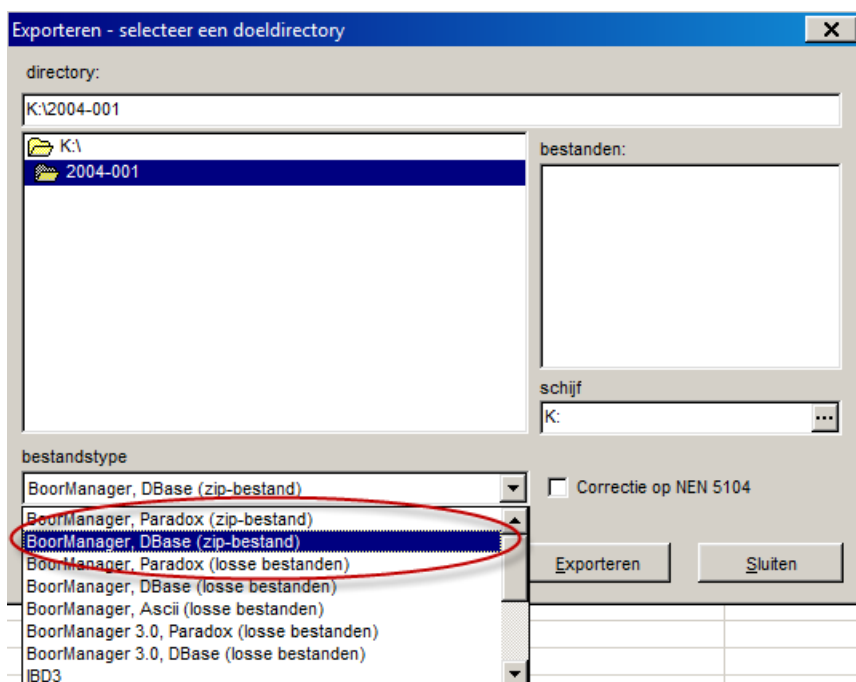 Exporteren - selecteer een doeldirectory
directory:
K:\2004-001
K:\
2004-001
bestanden:
schijf
K:
bestandstype
BoorManager, DBase (zip-bestand)
Correctie op NEN 5104
BoorManager, Paradox (zip-bestand)
BoorManager, DBase (zip-bestand)
BoorManager, Paradox (losse bestanden)
BoorManager, DBase (losse bestanden)
BoorManager, Ascii (losse bestanden)
BoorManager 3.0, Paradox (losse bestanden)
BoorManager 3.0, DBase (losse bestanden)
IBD3
Exporteren
Sluiten